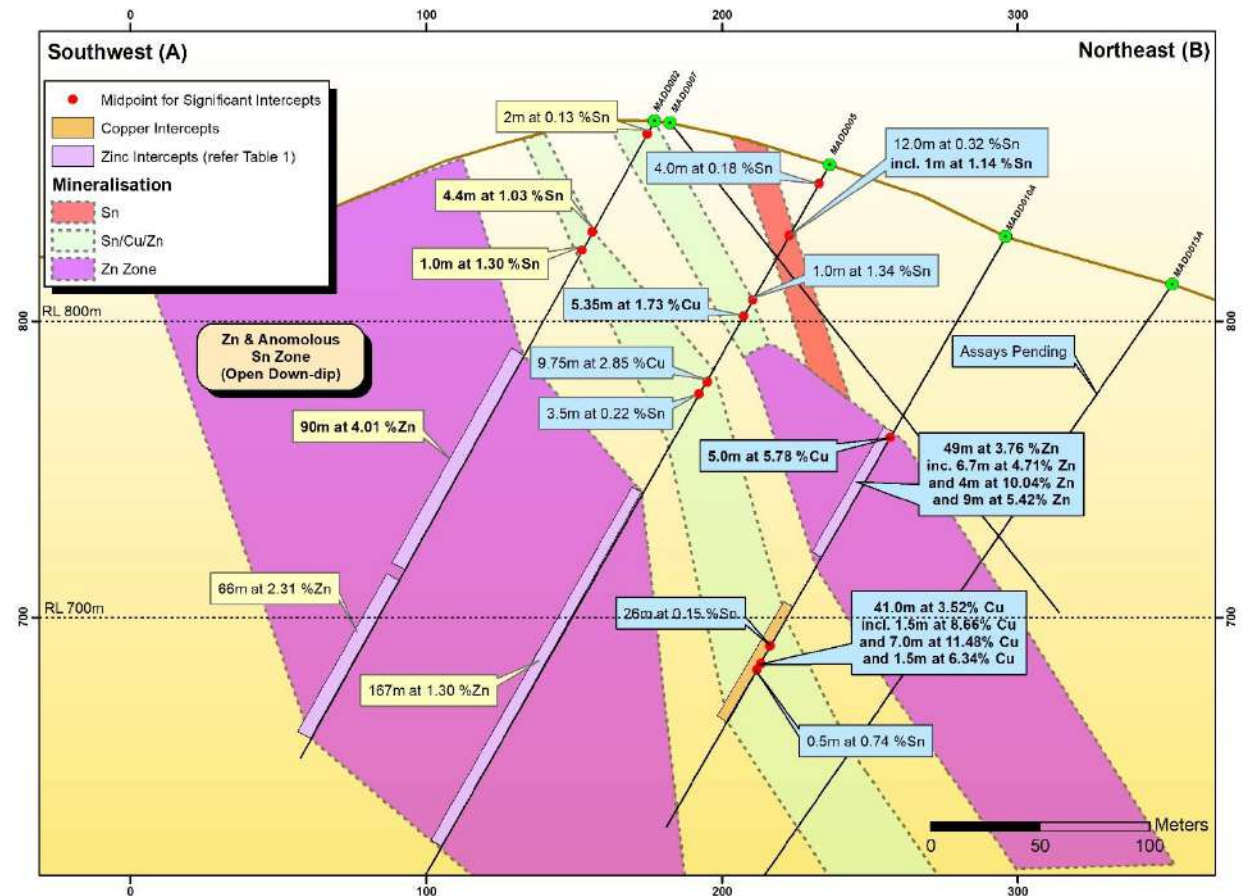 0 100 200 300
Southwest (A)
Northeast (B)
Midpoint for Significant Intercepts
Copper Intercepts
Zinc Intercepts (refer Table 1)
Mineralisation
Sn
Sn/Cu/Zn
Zn Zone
MADD002
MADD007
MADD005
MADD010A
MADD013A
2m at 0.13 %Sn
4.0m at 0.18 %Sn
12.0m at 0.32 %Sn
incl. 1m at 1.14 %Sn
4.4m at 1.03 %Sn
1.0m at 1.30 %Sn
1.0m at 1.34 %Sn
5.35m at 1.73 %Cu
RL 800m
800
800
Zn & Anomolous
Sn Zone
(Open Down-dip)
9.75m at 2.85 %Cu
3.5m at 0.22 %Sn
Assays Pending
90m at 4.01 %Zn
5.0m at 5.78 %Cu
49m at 3.76 %Zn
inc. 6.7m at 4.71% Zn
and 4m at 10.04% Zn
and 9m at 5.42% Zn
66m at 2.31 %Zn
RL 700m
700
700
26m at 0.15 %Sn
41.0m at 3.52% Cu
incl. 1.5m at 8.66% Cu
and 7.0m at 11.48% Cu
and 1.5m at 6.34% Cu
167m at 1.30 %Zn
0.5m at 0.74 %Sn
Meters
0 50 100
0 100 200 300